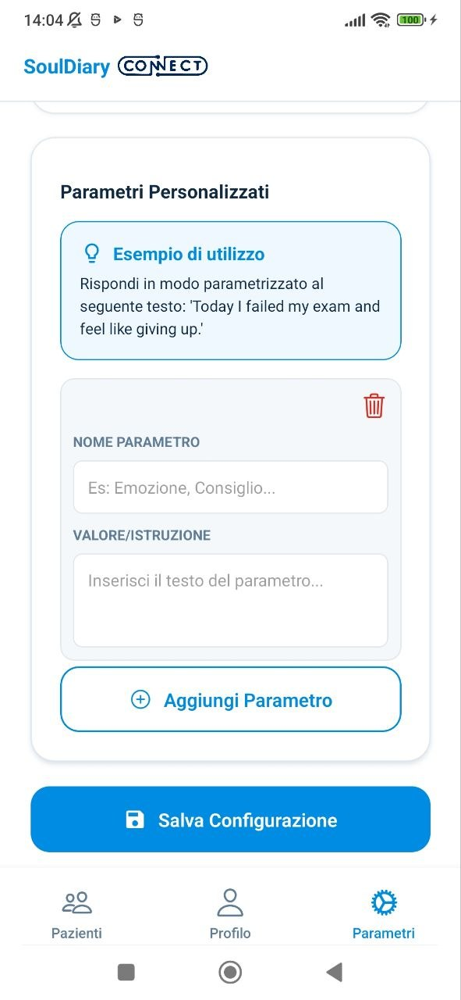 14:04
100
SoulDiary CONNECT
Parametri Personalizzati
Esempio di utilizzo
Rispondi in modo parametrizzato al
seguente testo: 'Today I failed my exam and
feel like giving up.'
NOME PARAMETRO
Es: Emozione, Consiglio...
VALORE/ISTRUZIONE
Inserisci il testo del parametro...
Aggiungi Parametro
Salva Configurazione
Pazienti
Profilo
Parametri